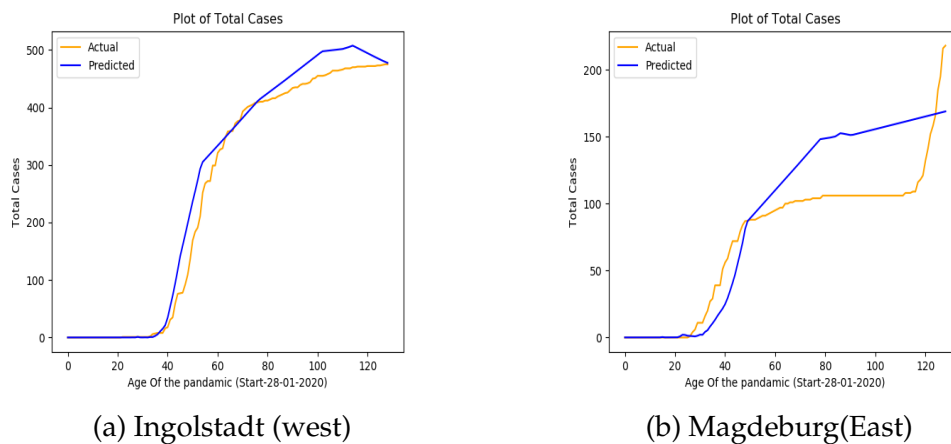 Plot of Total Cases
Actual
Predicted
500
400
300
200
100
0
Total Cases
0 20 40 60 80 100 120
Age Of the pandamic (Start-28-01-2020)
(a) Ingolstadt (west)
Plot of Total Cases
Actual
Predicted
200
150
100
50
0
Total Cases
0 20 40 60 80 100 120
Age Of the pandamic (Start-28-01-2020)
(b) Magdeburg(East)